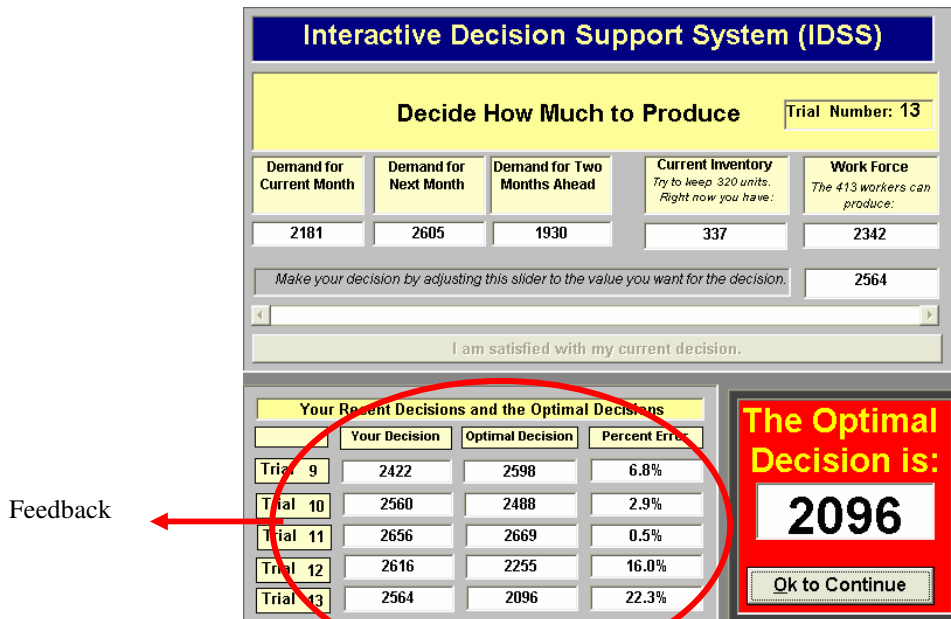 Interactive Decision Support System (IDSS)
Decide How Much to Produce
Trial Number: 13
Demand for Current Month
Demand for Next Month
Demand for Two Months Ahead
Current Inventory
Try to keep 320 units.
Right now you have:
Work Force
The 413 workers can produce:
2181
2605
1930
337
2342
Make your decision by adjusting this slider to the value you want for the decision.
2564
I am satisfied with my current decision.
Your Recent Decisions and the Optimal Decisions
Your Decision
Optimal Decision
Percent Error
Trial 9
2422
2598
6.8%
Trial 10
2560
2488
2.9%
Trial 11
2656
2669
0.5%
Trial 12
2616
2255
16.0%
Trial 13
2564
2096
22.3%
The Optimal
Decision is:
2096
Ok to Continue
Feedback